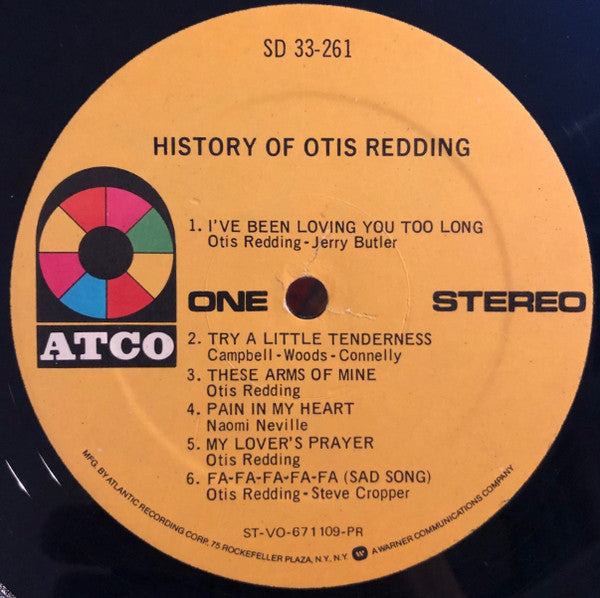 SD 33-261
HISTORY OF OTIS REDDING
1. I'VE BEEN LOVING YOU TOO LONG
Otis Redding-Jerry Butler
ONE
STEREO
ATCO
2. TRY A LITTLE TENDERNESS
Campbell-Woods-Connelly
3. THESE ARMS OF MINE
Otis Redding
4. PAIN IN MY HEART
Naomi Neville
5. MY LOVER'S PRAYER
Otis Redding
6. FA-FA-FA-FA-FA (SAD SONG)
Otis Redding-Steve Cropper
ST-VO-671109-PR
MFG. BY ATLANTIC RECORDING CORP. 75 ROCKEFELLER PLAZA, N.Y. N.Y. W A WARNER COMMUNICATIONS COMPANY